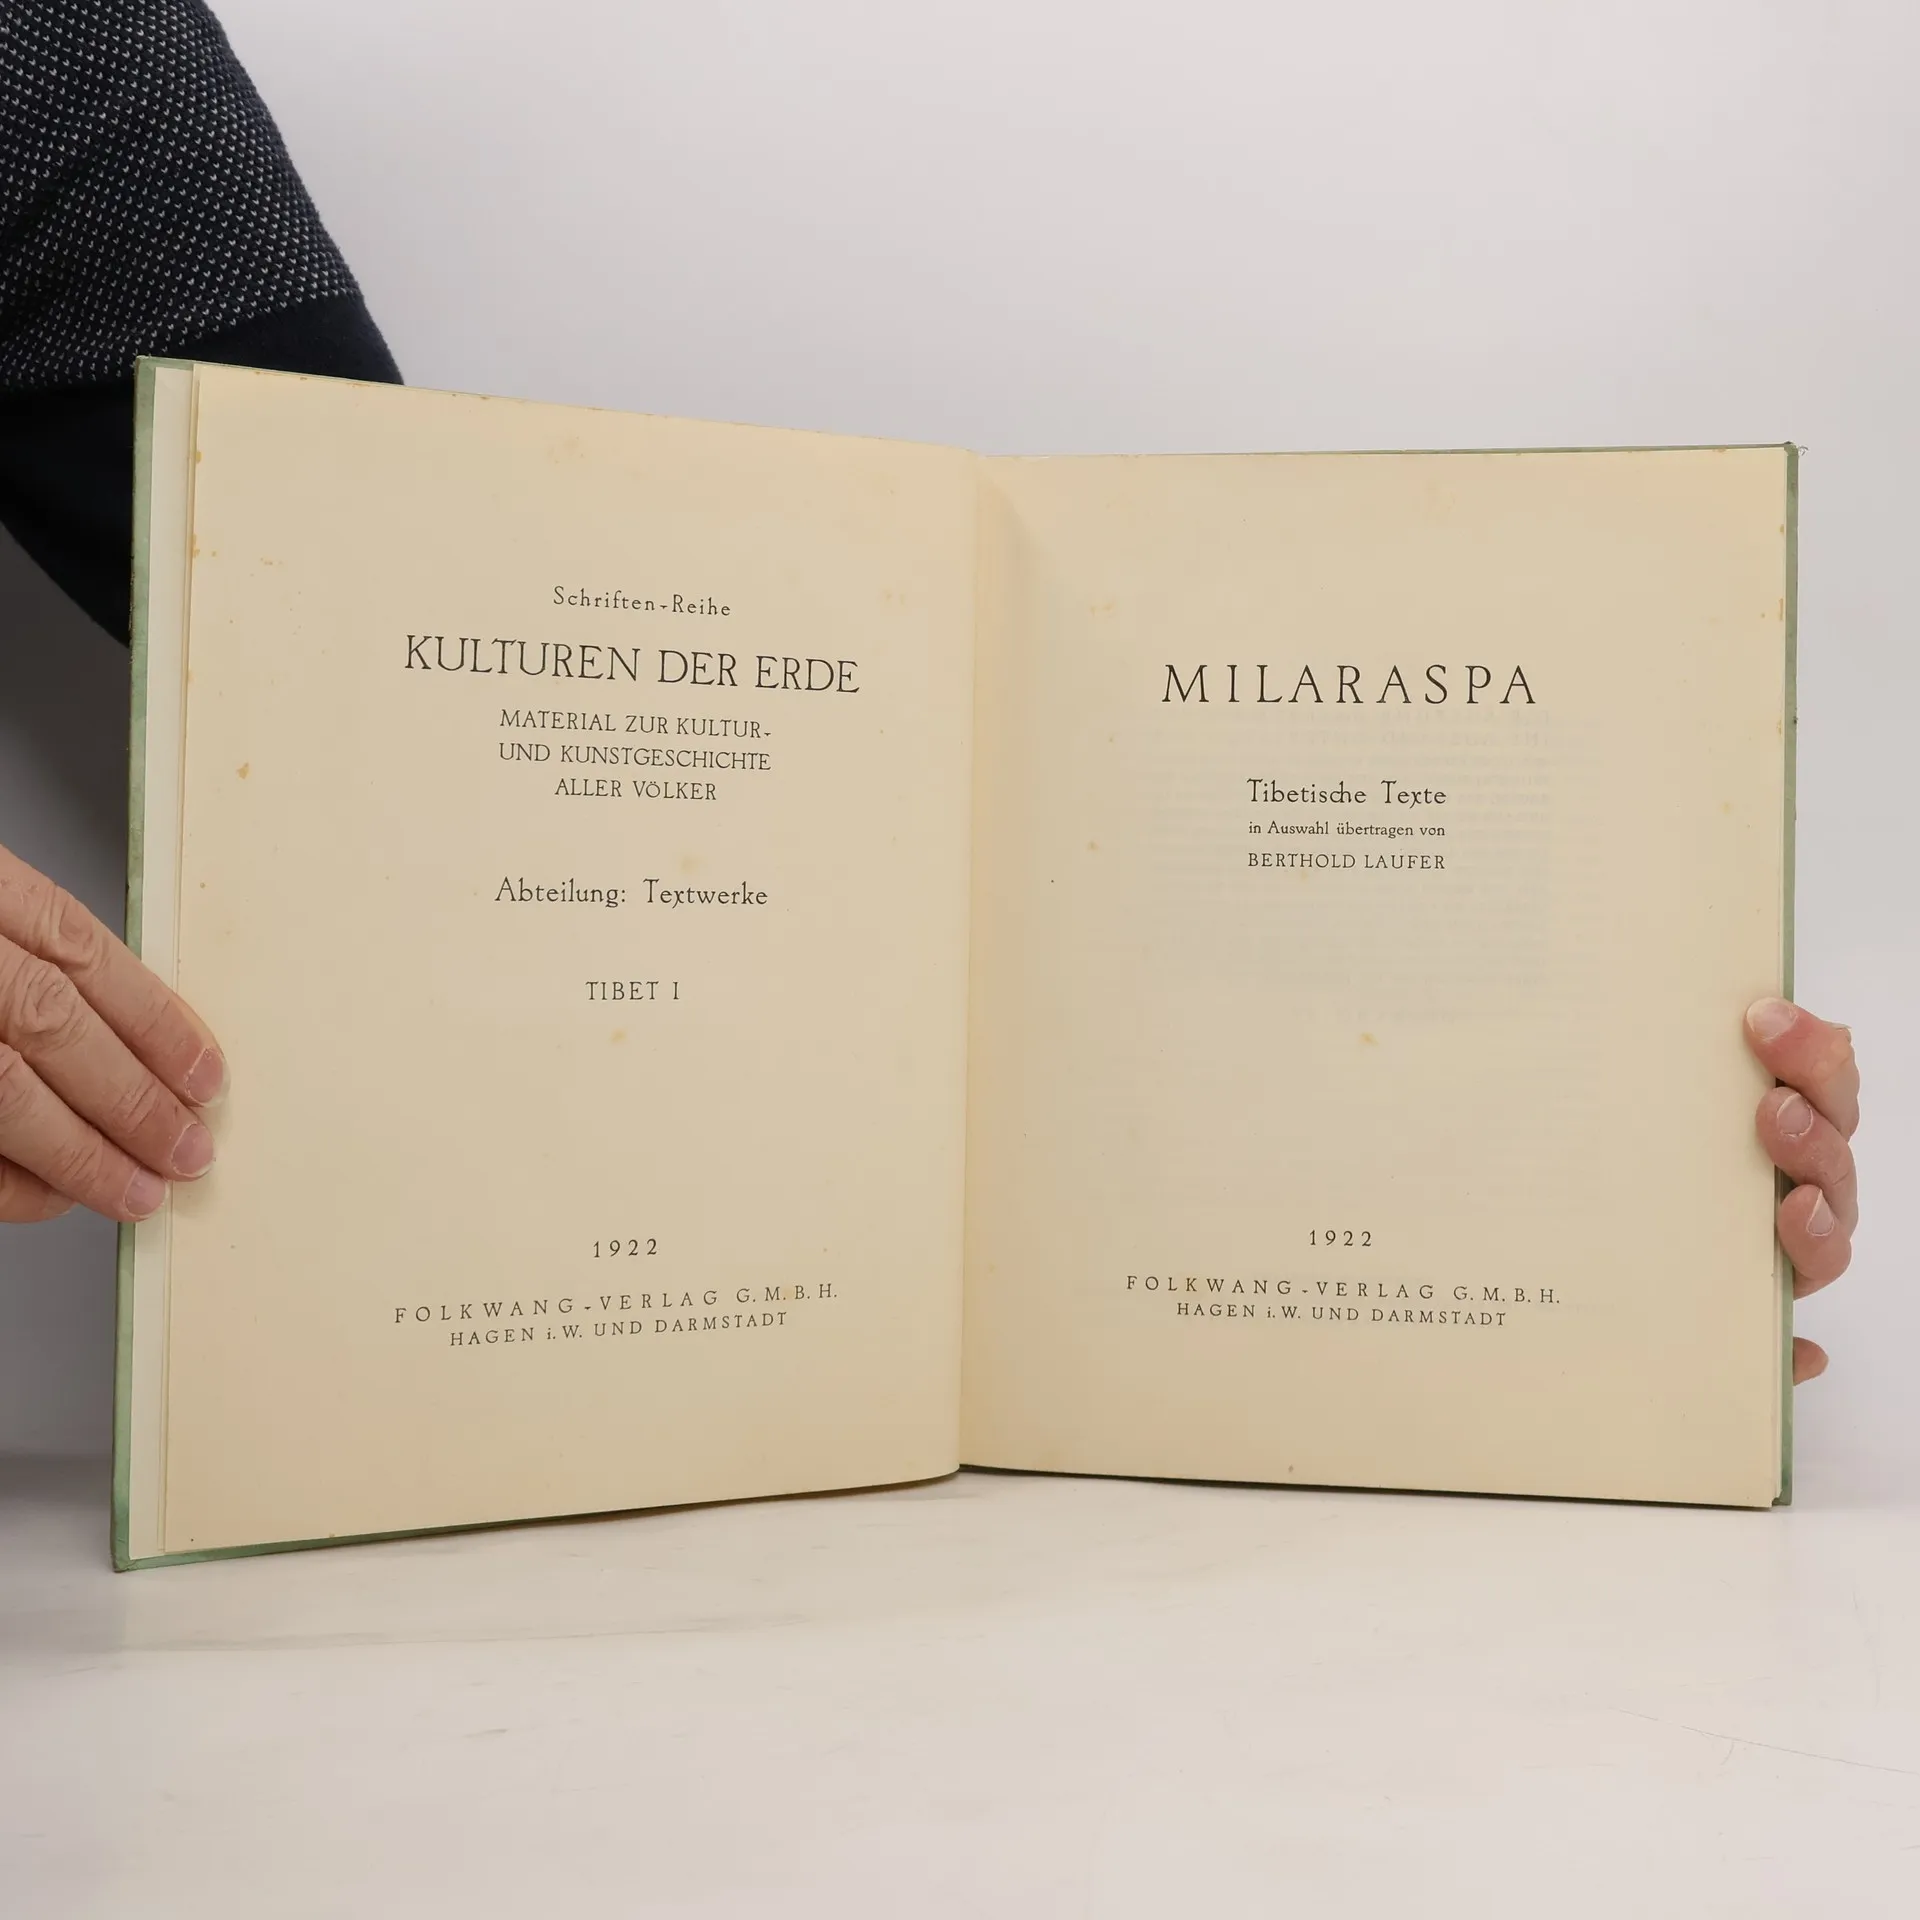 Schriften-Reihe
KULTUREN DER ERDE
MATERIAL ZUR KULTUR-
UND KUNSTGESCHICHTE
ALLER VÖLKER
Abteilung: Textwerke
TIBET I
1922
FOLKWANG-VERLAG G.M.B.H.
HAGEN i.W. UND DARMSTADT
MILARASPA
Tibetische Texte
in Auswahl übertragen von
BERTHOLD LAUFER
1922
FOLKWANG-VERLAG G.M.B.H.
HAGEN i.W. UND DARMSTADT